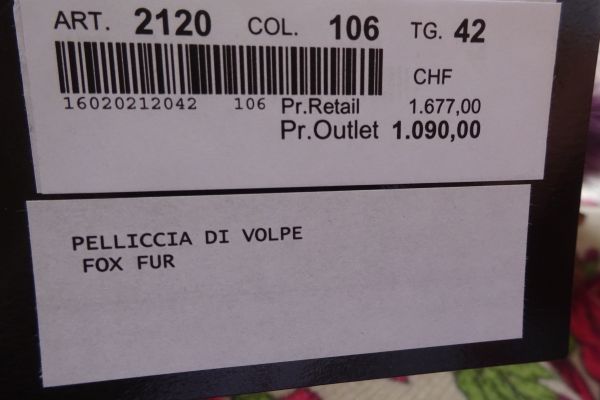 ART. 2120 COL. 106 TG. 42
CHF
16020212042 106 Pr.Retail 1.677,00
Pr.Outlet 1.090,00
PELLICCIA DI VOLPE
FOX FUR